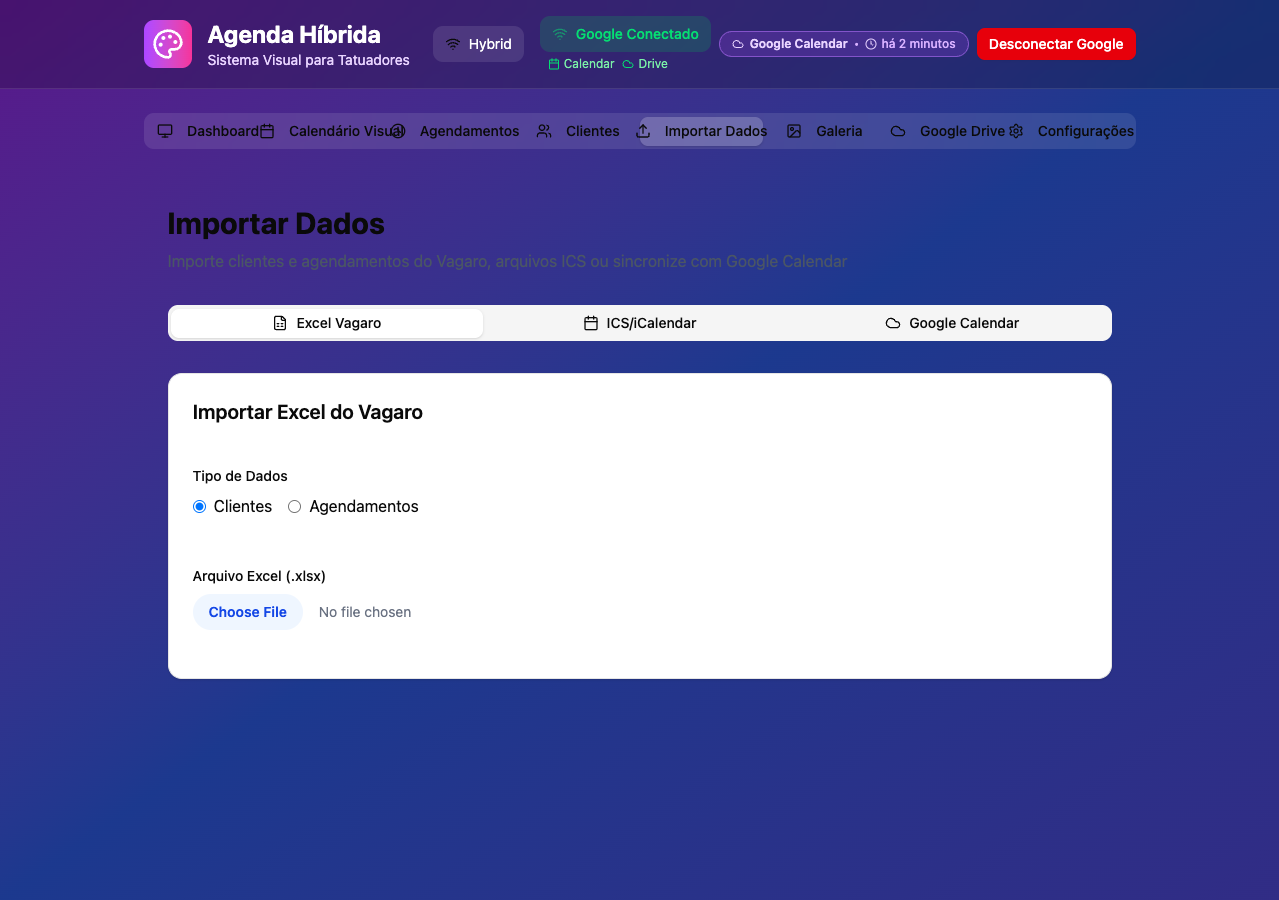 Agenda Híbrida
Sistema Visual para Tatuadores
Hybrid
Google Conectado
Calendar Drive
Google Calendar • há 2 minutos
Desconectar Google
Dashboard Calendário Visual Agendamentos Clientes Importar Dados Galeria Google Drive Configurações
Importar Dados
Importe clientes e agendamentos do Vagaro, arquivos ICS ou sincronize com Google Calendar
Excel Vagaro ICS/iCalendar Google Calendar
Importar Excel do Vagaro
Tipo de Dados
Clientes Agendamentos
Arquivo Excel (.xlsx)
Choose File No file chosen